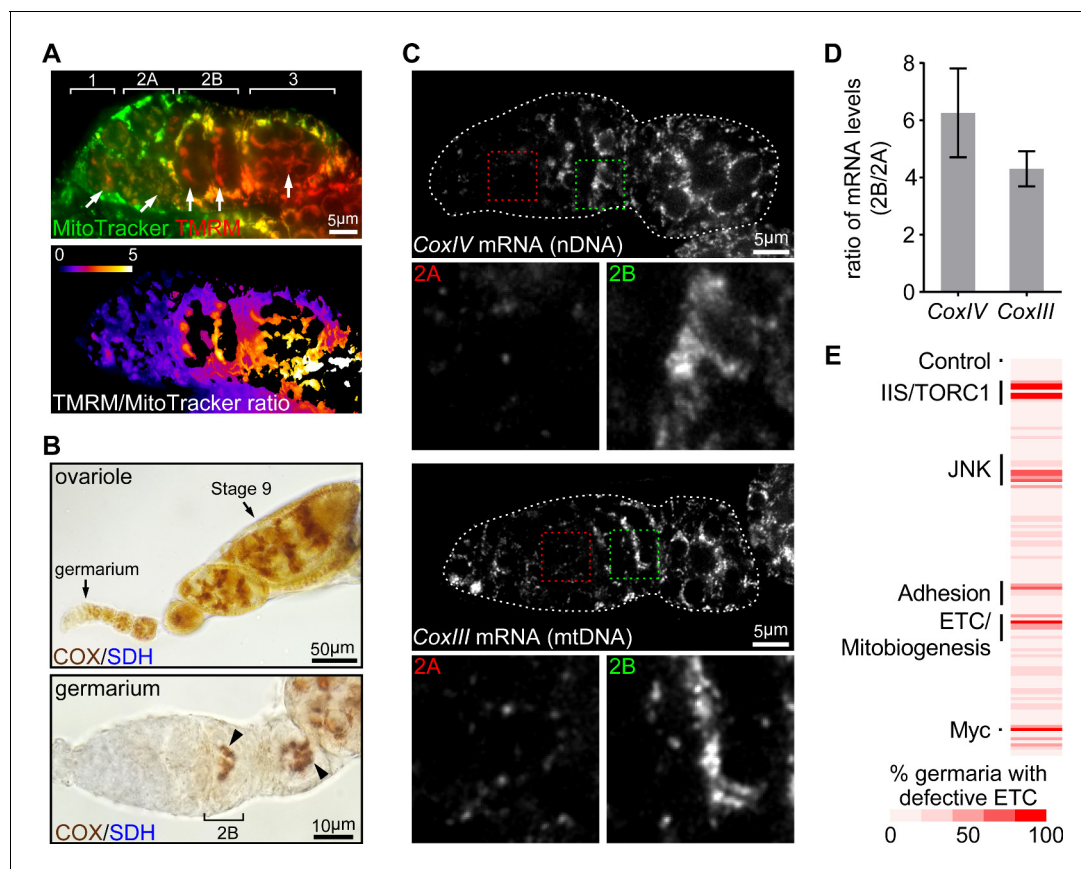 A
1 2A 2B 3
MitoTracker TMRM
5µm
0 5
TMRM/MitoTracker ratio
B
ovariole
Stage 9
germarium
COX/SDH
50µm
germarium
2B
COX/SDH
10µm
C
CoxIV mRNA (nDNA)
5µm
2A
2B
CoxIII mRNA (mtDNA)
5µm
2A
2B
D
ratio of mRNA levels
(2B/2A)
8
6
4
2
0
CoxIV CoxIII
E
Control
IIS/TORC1
JNK
Adhesion
ETC/
Mitobiogenesis
Myc
% germaria with
defective ETC
0 50 100